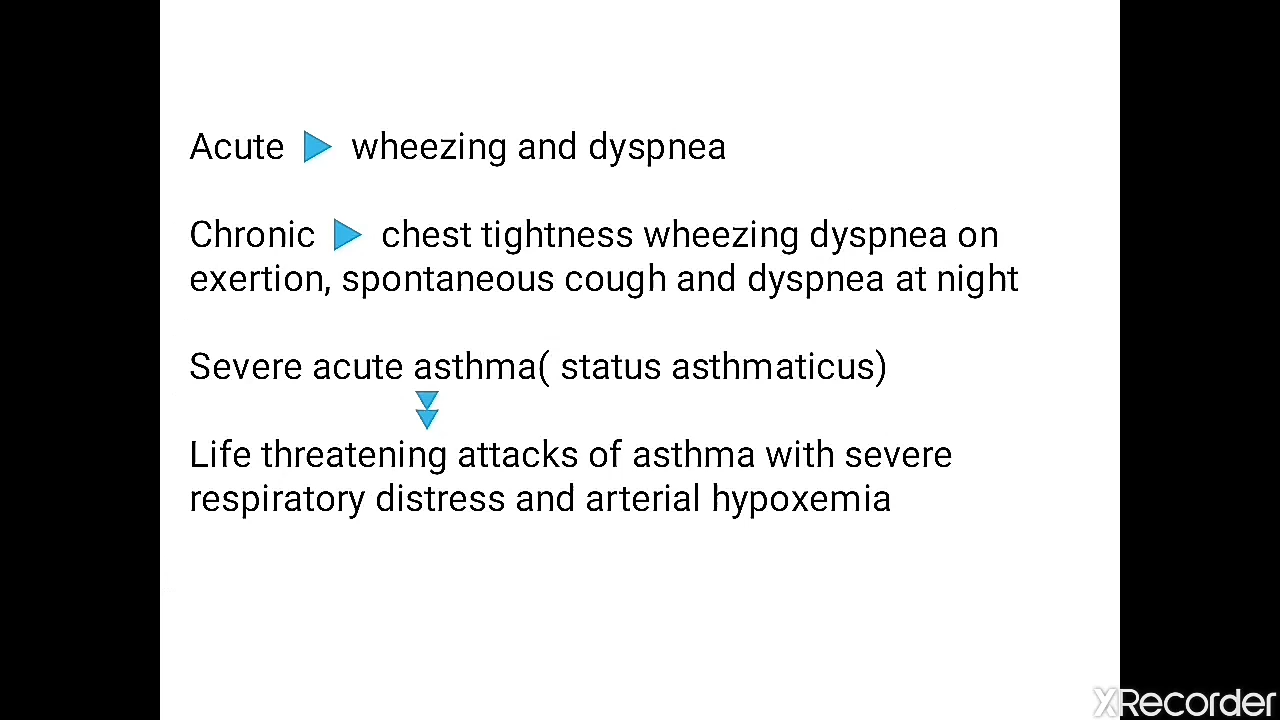 Acute ▶ wheezing and dyspnea
Chronic ▶ chest tightness wheezing dyspnea on
exertion, spontaneous cough and dyspnea at night
Severe acute asthma( status asthmaticus)
⏬
Life threatening attacks of asthma with severe
respiratory distress and arterial hypoxemia
XRecorder